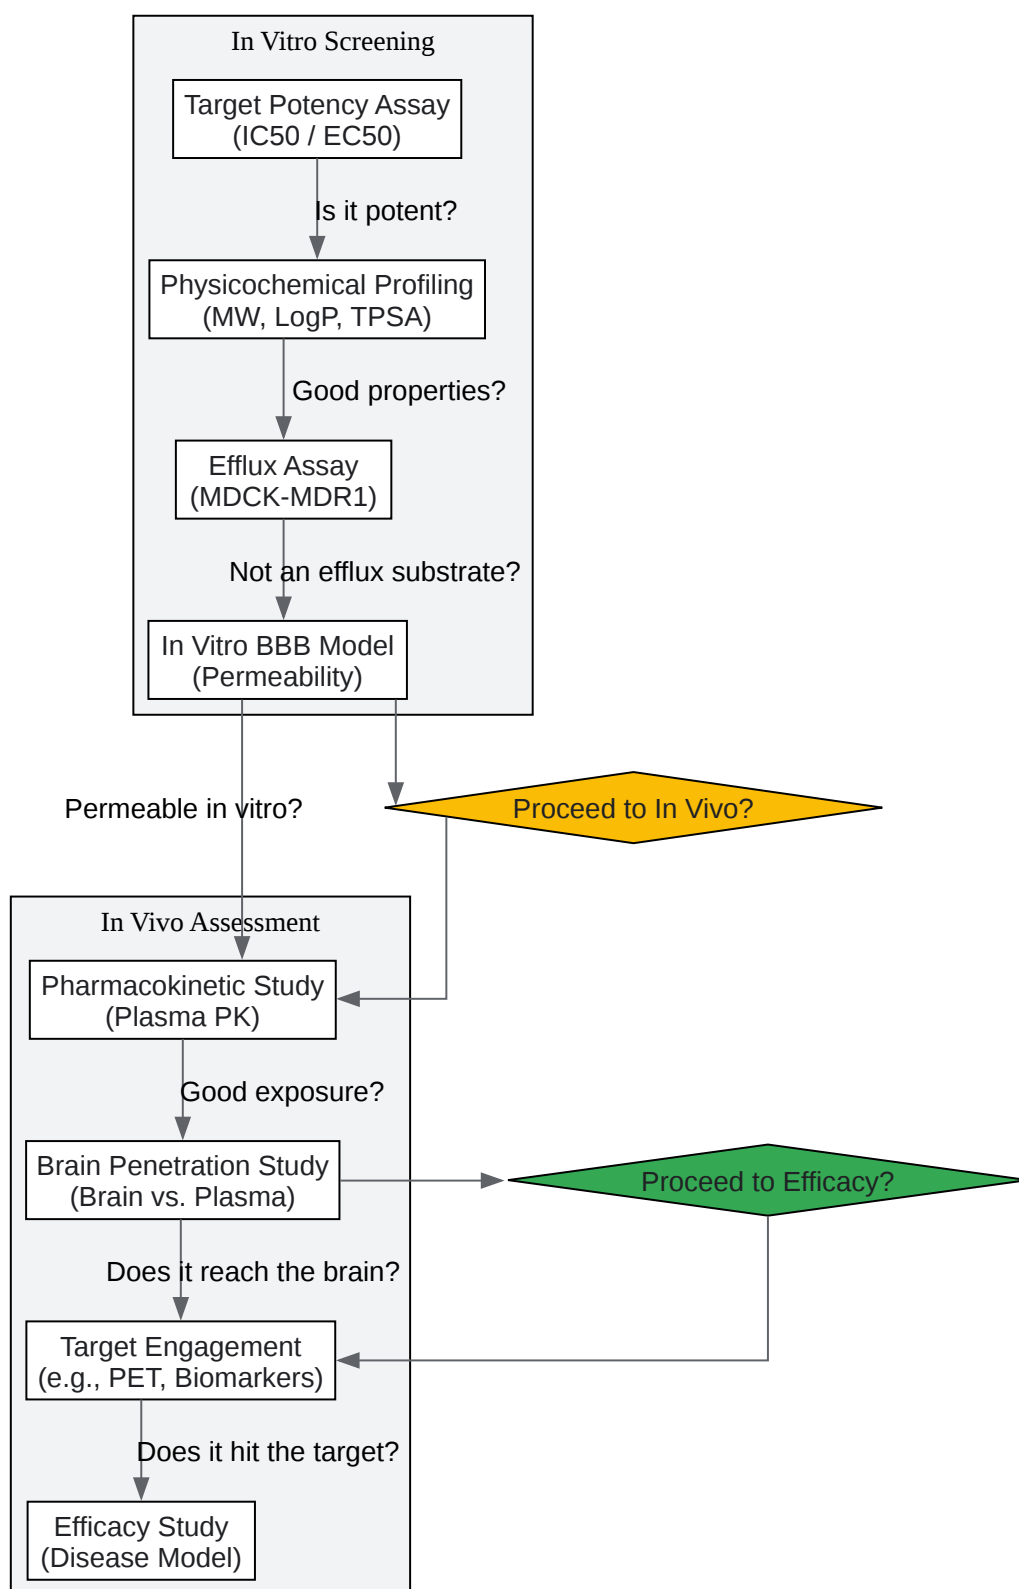 In Vitro Screening
Target Potency Assay
(IC50 / EC50)
Is it potent?
Physicochemical Profiling
(MW, LogP, TPSA)
Good properties?
Efflux Assay
(MDCK-MDR1)
Not an efflux substrate?
In Vitro BBB Model
(Permeability)
Permeable in vitro?
Proceed to In Vivo?
In Vivo Assessment
Pharmacokinetic Study
(Plasma PK)
Good exposure?
Brain Penetration Study
(Brain vs. Plasma)
Proceed to Efficacy?
Does it reach the brain?
Target Engagement
(e.g., PET, Biomarkers)
Does it hit the target?
Efficacy Study
(Disease Model)